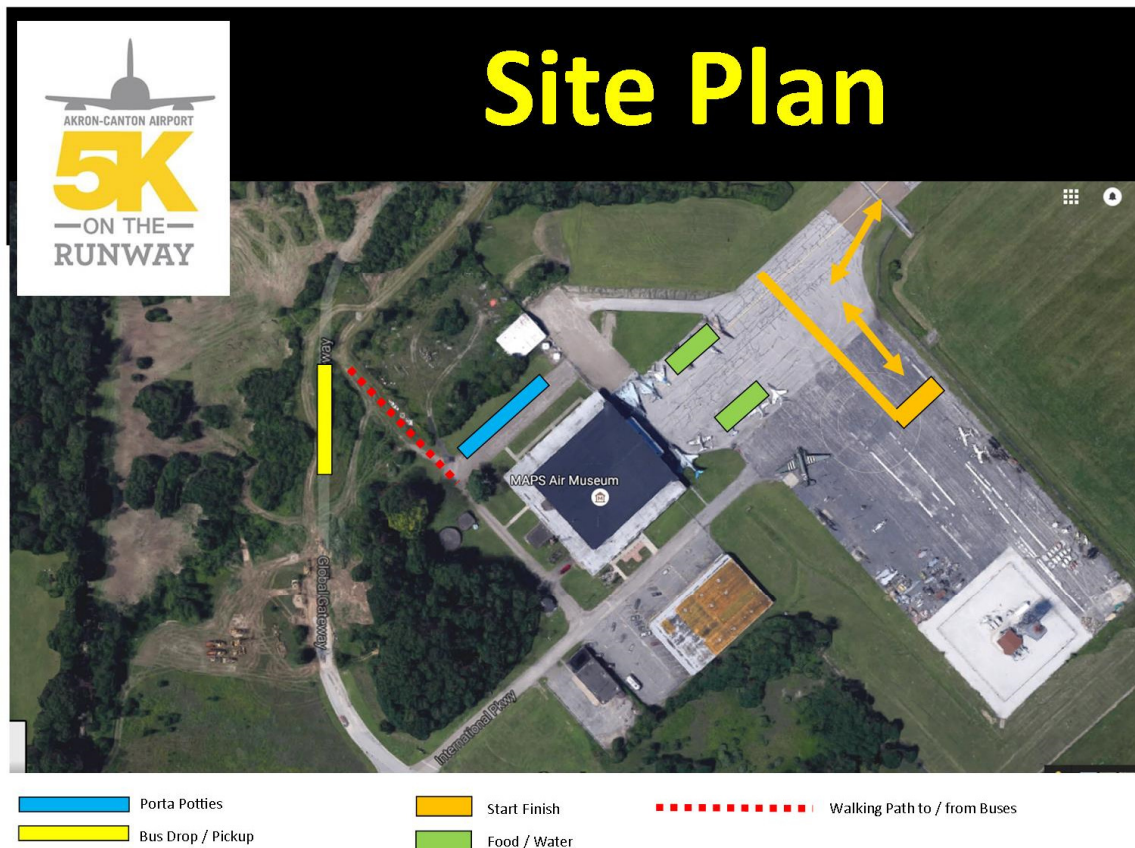 Site Plan
AKRON-CANTON AIRPORT
5K
ON THE
RUNWAY
way
MAPS Air Museum
Global Gateway
International Pkwy
Porta Potties
Start Finish
Walking Path to / from Buses
Bus Drop / Pickup
Food / Water